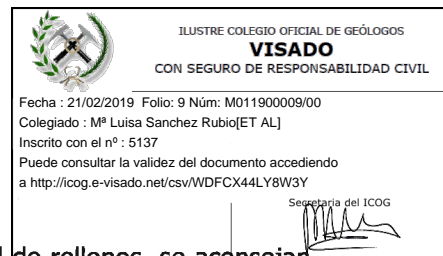 ILUSTRE COLEGIO OFICIAL DE GEÓLOGOS
VISADO
CON SEGURO DE RESPONSABILIDAD CIVIL
Fecha : 21/02/2019 Folio: 9 Núm: M011900009/00
Colegiado : Mª Luisa Sanchez Rubio[ET AL]
Inscrito con el nº : 5137
Puede consultar la validez del documento accediendo
a http://icog.e-visado.net/csv/WDFCX44LY8W3Y
Secretaria del ICOG
de rellenos, se aconsejan